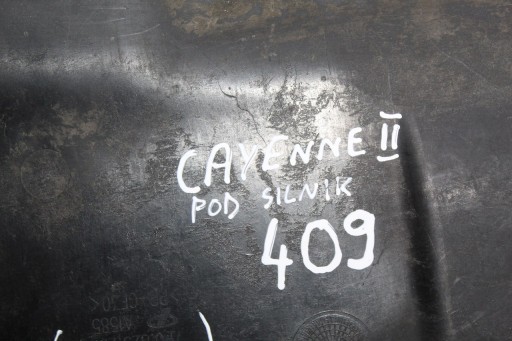 CAYENNE II
POD SILNIK
409